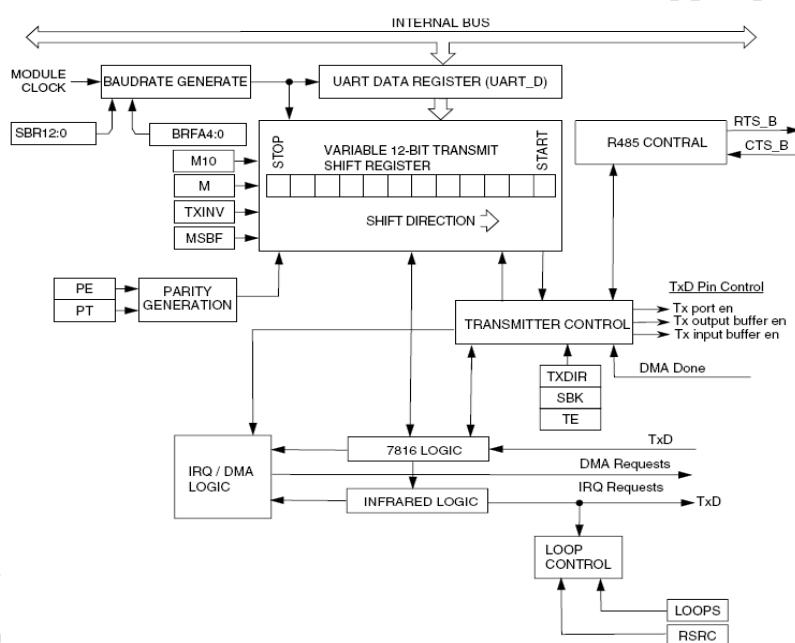 INTERNAL BUS
MODULE
CLOCK
BAUDRATE GENERATE
UART DATA REGISTER (UART_D)
SBR12:0
BRFA4:0
RTS_B
R485 CONTRAL
CTS_B
STOP
VARIABLE 12-BIT TRANSMIT
SHIFT REGISTER
START
M10
M
TXINV
MSBF
SHIFT DIRECTION
PE
PT
PARITY
GENERATION
TxD Pin Control
TRANSMITTER CONTROL
Tx port en
Tx output buffer en
Tx input buffer en
DMA Done
TXDIR
SBK
TE
TxD
7816 LOGIC
IRQ / DMA
LOGIC
DMA Requests
IRQ Requests
INFRARED LOGIC
TxD
LOOP
CONTROL
LOOPS
RSRC